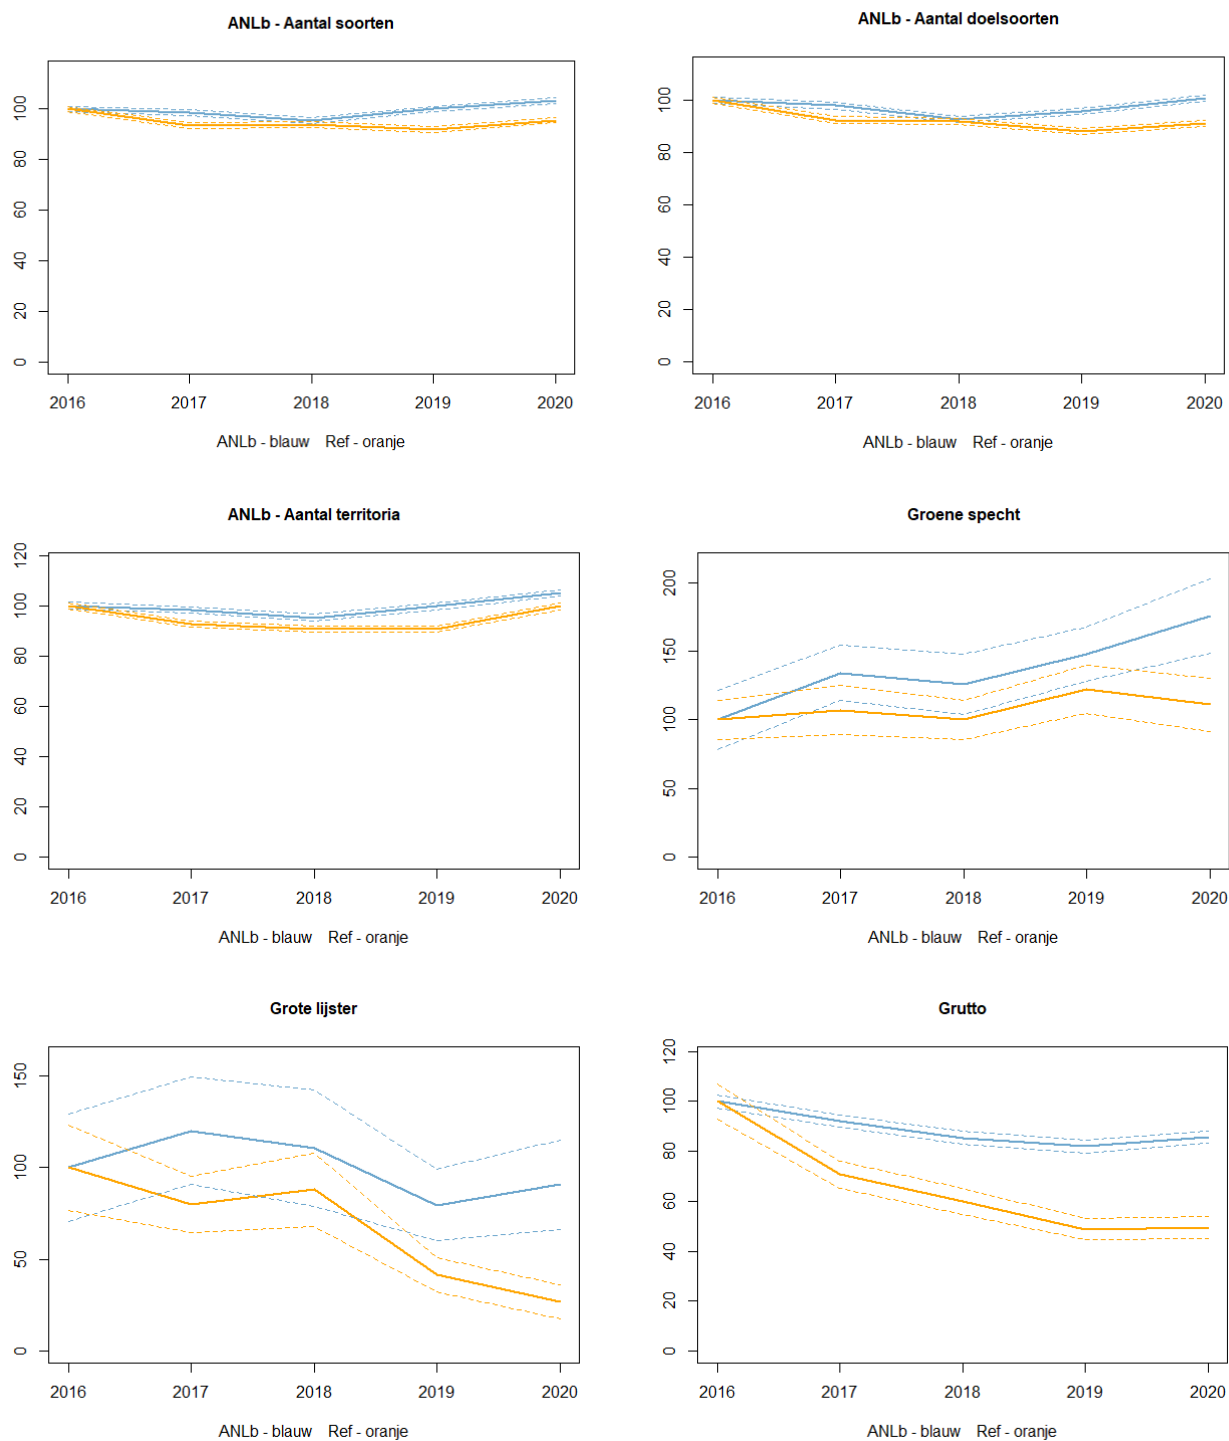 ANLb - Aantal soorten
100
80
60
40
20
0
2016 2017 2018 2019 2020
ANLb - blauw Ref - oranje
ANLb - Aantal doelsoorten
100
80
60
40
20
0
2016 2017 2018 2019 2020
ANLb - blauw Ref - oranje
ANLb - Aantal territoria
120
100
80
60
40
20
0
2016 2017 2018 2019 2020
ANLb - blauw Ref - oranje
Groene specht
200
150
100
50
0
2016 2017 2018 2019 2020
ANLb - blauw Ref - oranje
Grote lijster
150
100
50
0
2016 2017 2018 2019 2020
ANLb - blauw Ref - oranje
Grutto
120
100
80
60
40
20
0
2016 2017 2018 2019 2020
ANLb - blauw Ref - oranje